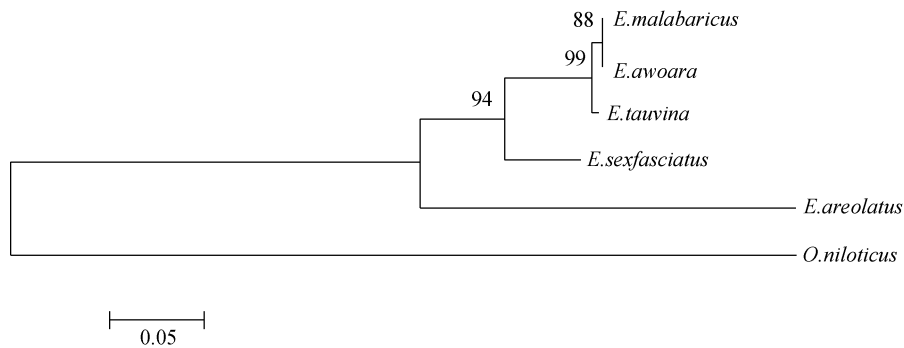 88 E.malabaricus
99 E.awoara
94 E.tauvina
E.sexfasciatus
E.areolatus
O.niloticus
0.05